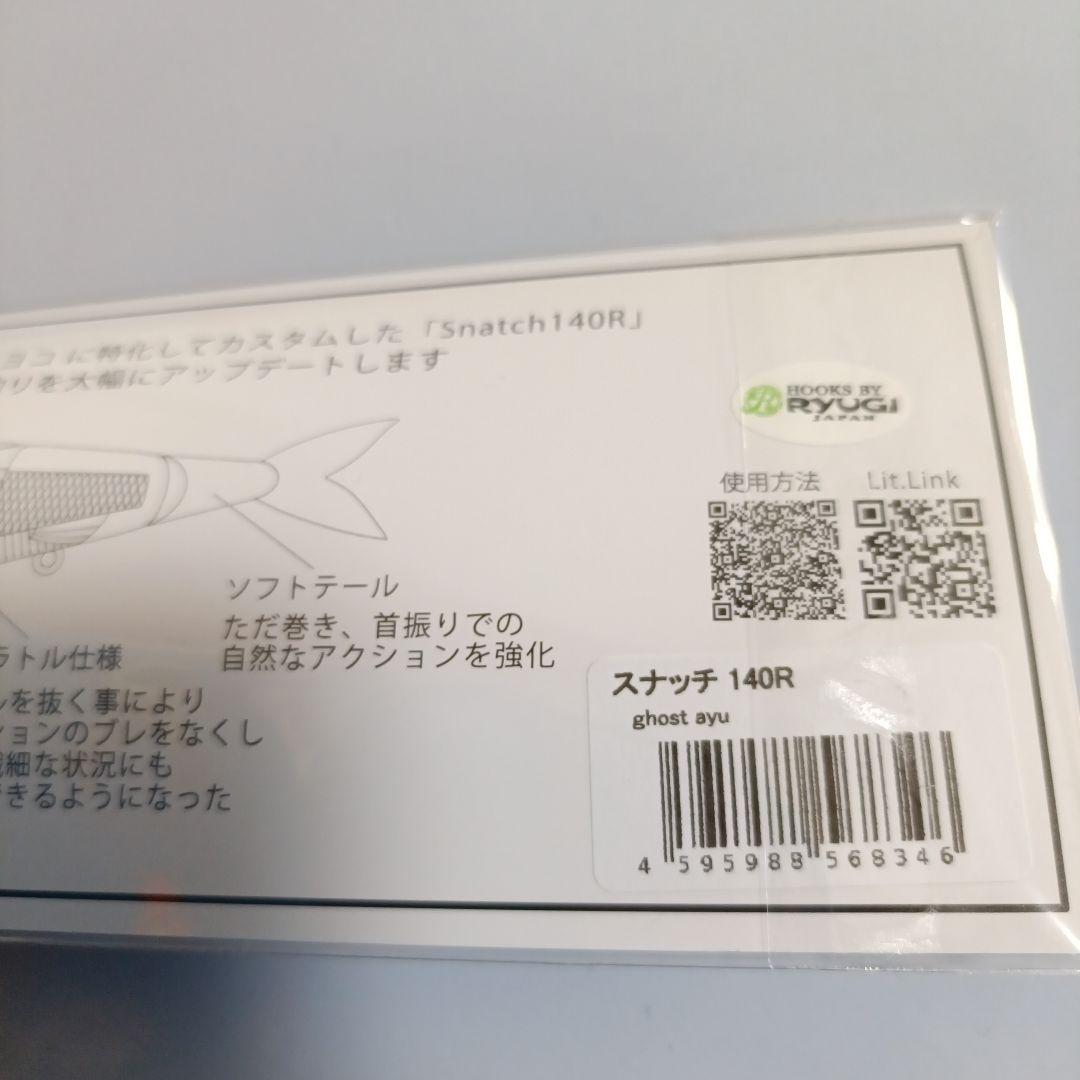 ヨコに特化してカスタムした「Snatch140R」
りを大幅にアップデートします
HOOKS BY
RYUGI
JAPAN
使用方法
Lit.Link
ソフトテール
ただ巻き、首振りでの
自然なアクションを強化
ラトル仕様
ルを抜く事により
ションのブレをなくし
繊細な状況にも
できるようになった
スナッチ 140R
ghost ayu
4 595988 568346